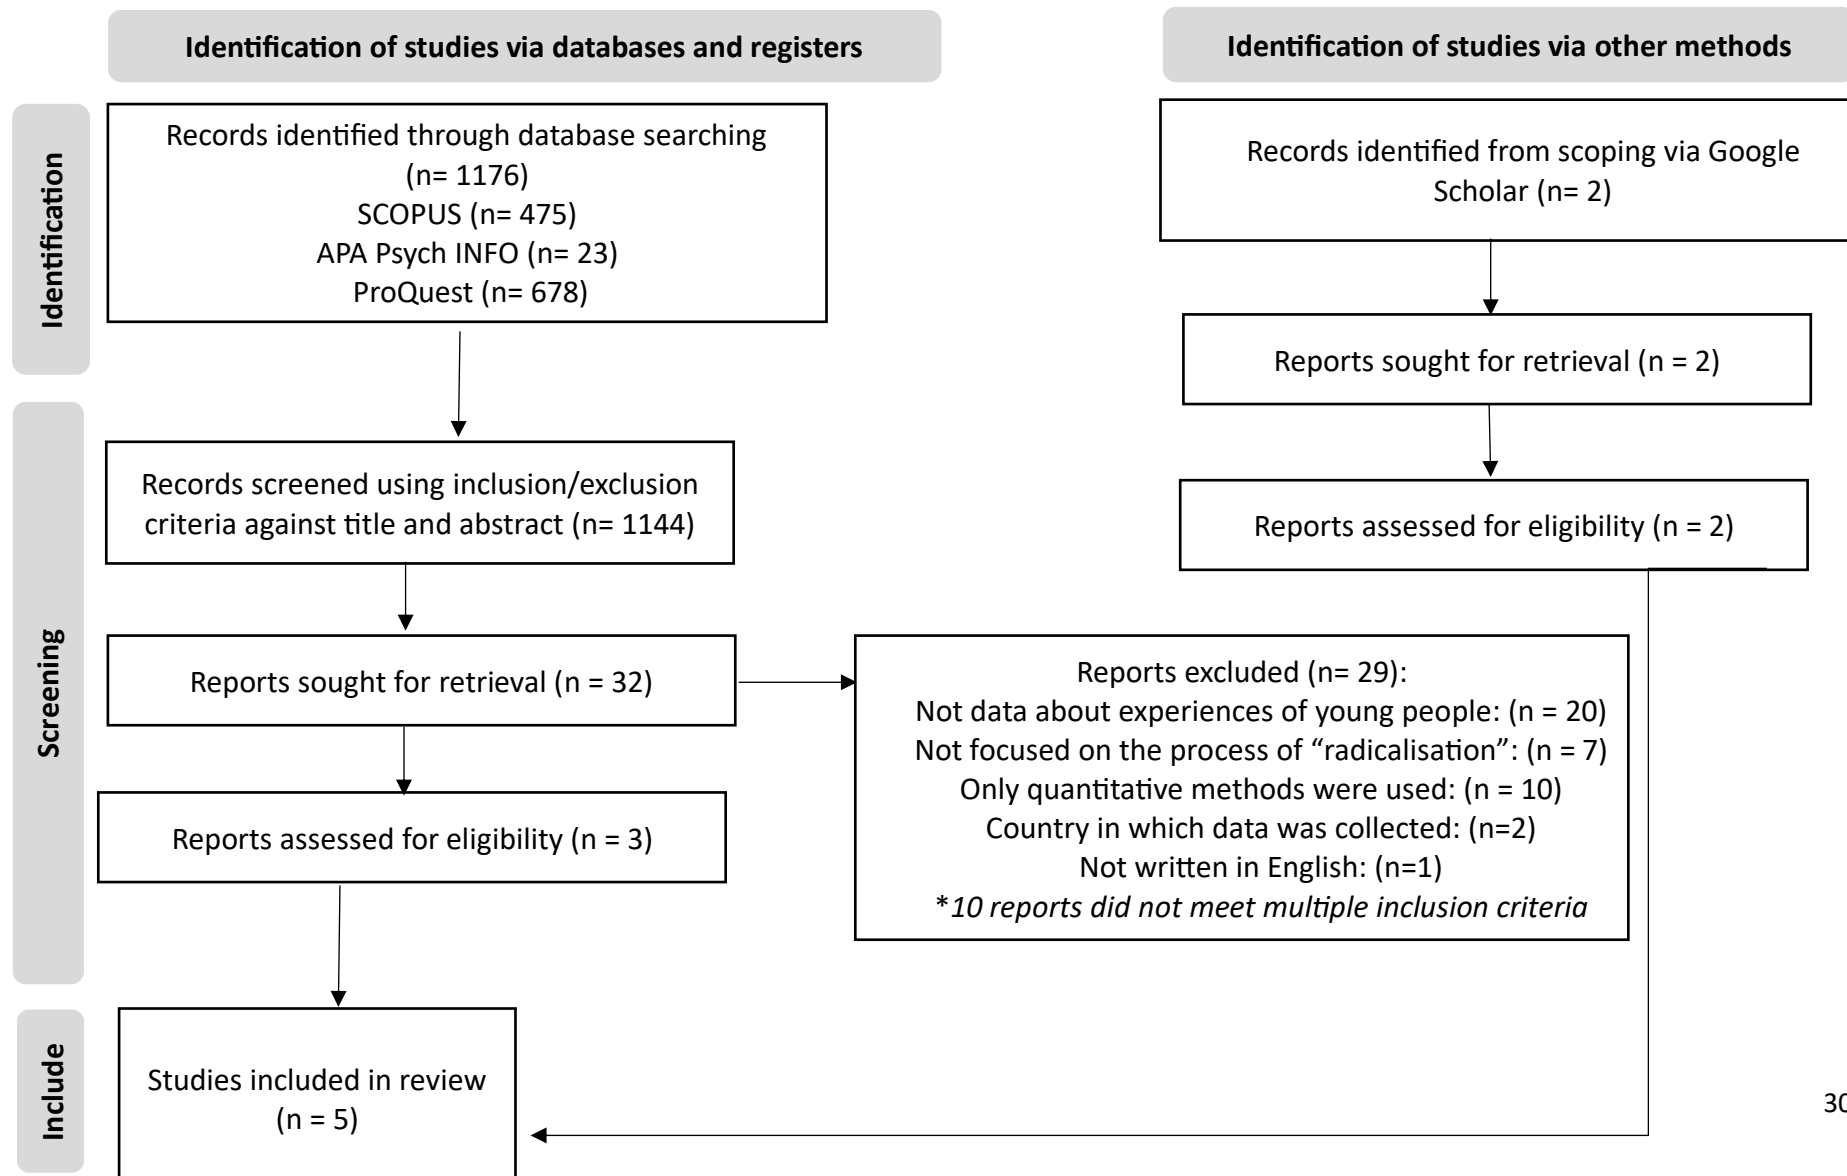 Identification of studies via databases and registers
Identification of studies via other methods
Identification
Records identified through database searching
(n= 1176)
SCOPUS (n= 475)
APA Psych INFO (n= 23)
ProQuest (n= 678)
Records identified from scoping via Google
Scholar (n= 2)
Reports sought for retrieval (n = 2)
Screening
Records screened using inclusion/exclusion
criteria against title and abstract (n= 1144)
Reports assessed for eligibility (n = 2)
Reports sought for retrieval (n = 32)
Reports excluded (n= 29):
Not data about experiences of young people: (n = 20)
Not focused on the process of “radicalisation”: (n = 7)
Only quantitative methods were used: (n = 10)
Country in which data was collected: (n=2)
Not written in English: (n=1)
*10 reports did not meet multiple inclusion criteria
Reports assessed for eligibility (n = 3)
Include
Studies included in review
(n = 5)
30